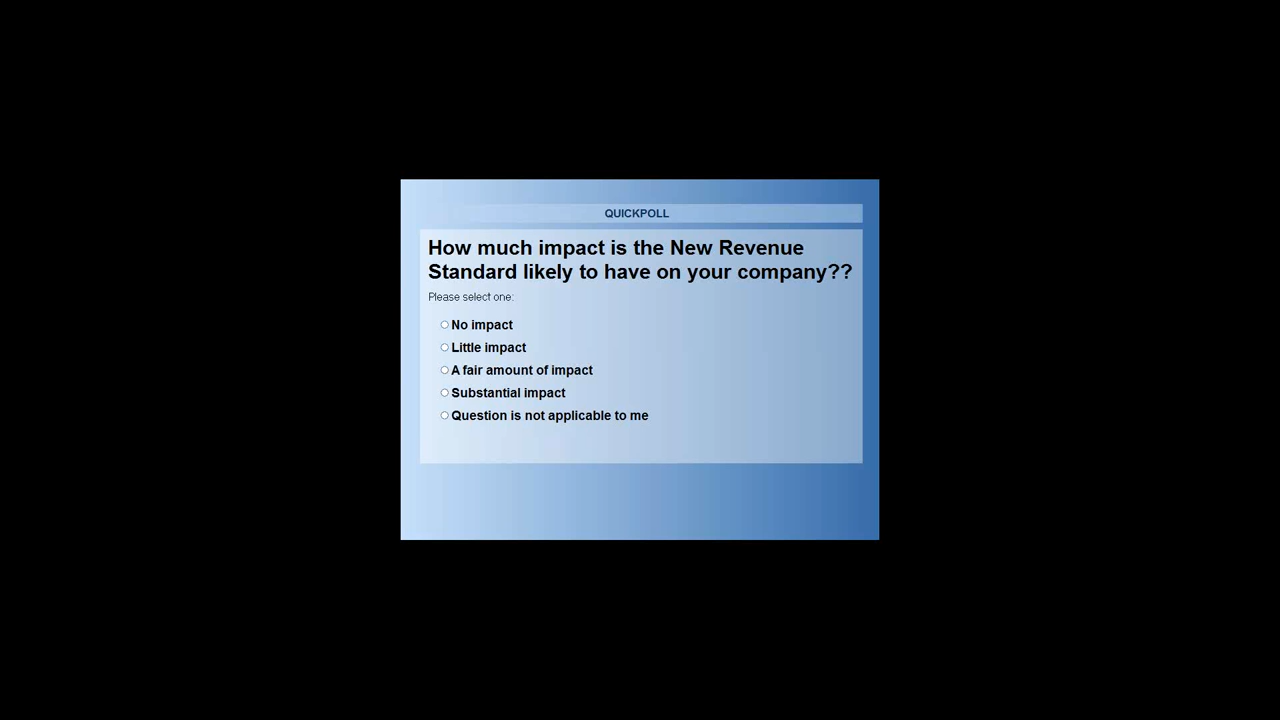 QUICKPOLL
How much impact is the New Revenue
Standard likely to have on your company??
Please select one:
No impact
Little impact
A fair amount of impact
Substantial impact
Question is not applicable to me